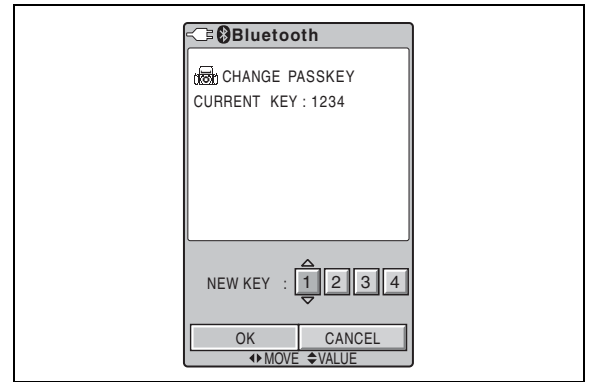 Bluetooth
CHANGE PASSKEY
CURRENT KEY : 1234
NEW KEY : 1 2 3 4
OK CANCEL
MOVE VALUE